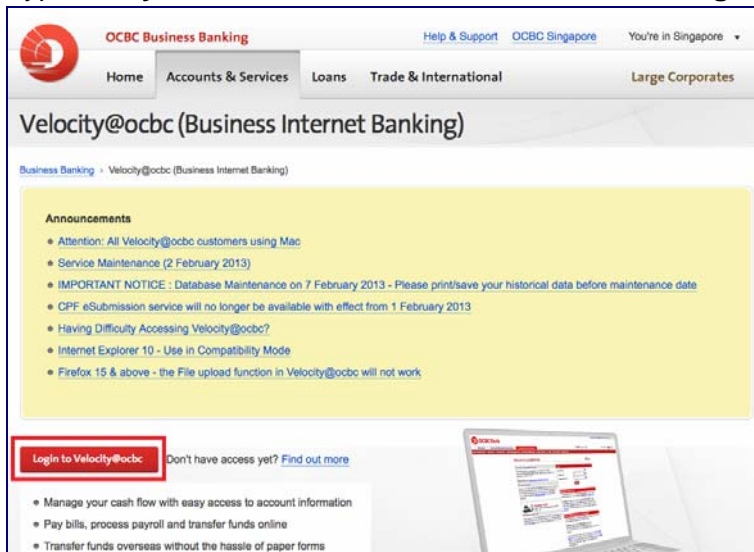 OCBC Business Banking Help & Support OCBC Singapore You're in Singapore
Home Accounts & Services Loans Trade & International Large Corporates
Velocity@ocbc (Business Internet Banking)
Business Banking › Velocity@ocbc (Business Internet Banking)
Announcements
Attention: All Velocity@ocbc customers using Mac
Service Maintenance (2 February 2013)
IMPORTANT NOTICE : Database Maintenance on 7 February 2013 - Please print/save your historical data before maintenance date
CPF eSubmission service will no longer be available with effect from 1 February 2013
Having Difficulty Accessing Velocity@ocbc?
Internet Explorer 10 - Use in Compatibility Mode
Firefox 15 & above - the File upload function in Velocity@ocbc will not work
Login to Velocity@ocbc Don't have access yet? Find out more
Manage your cash flow with easy access to account information
Pay bills, process payroll and transfer funds online
Transfer funds overseas without the hassle of paper forms